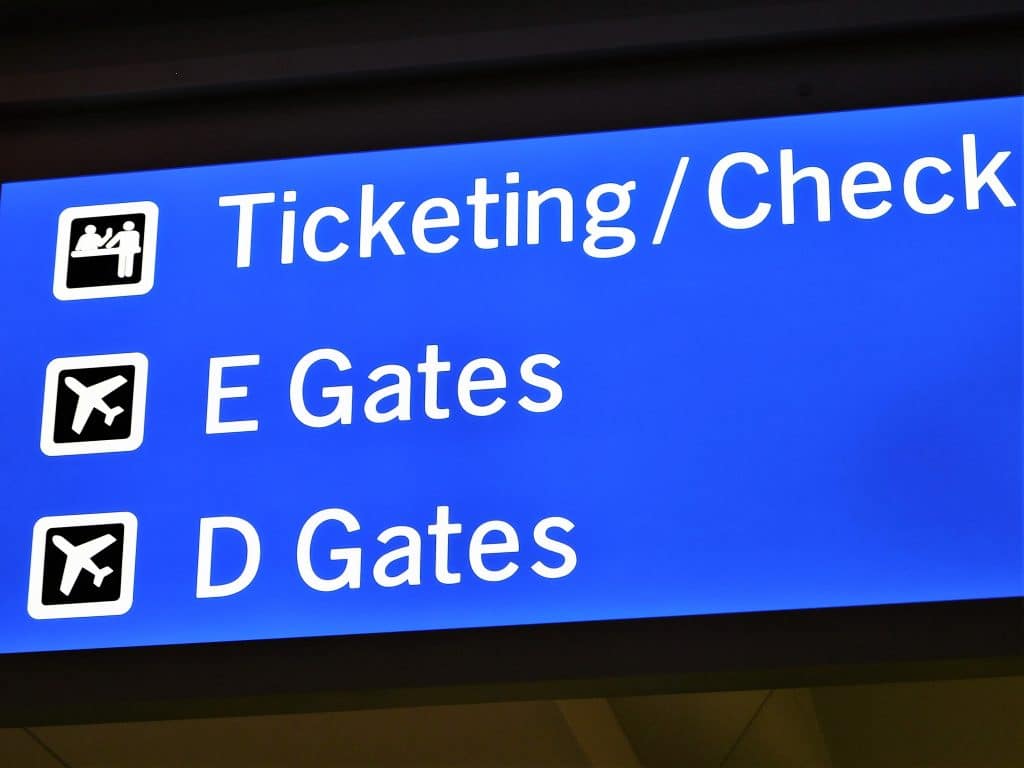 Ticketing / Check
E Gates
D Gates